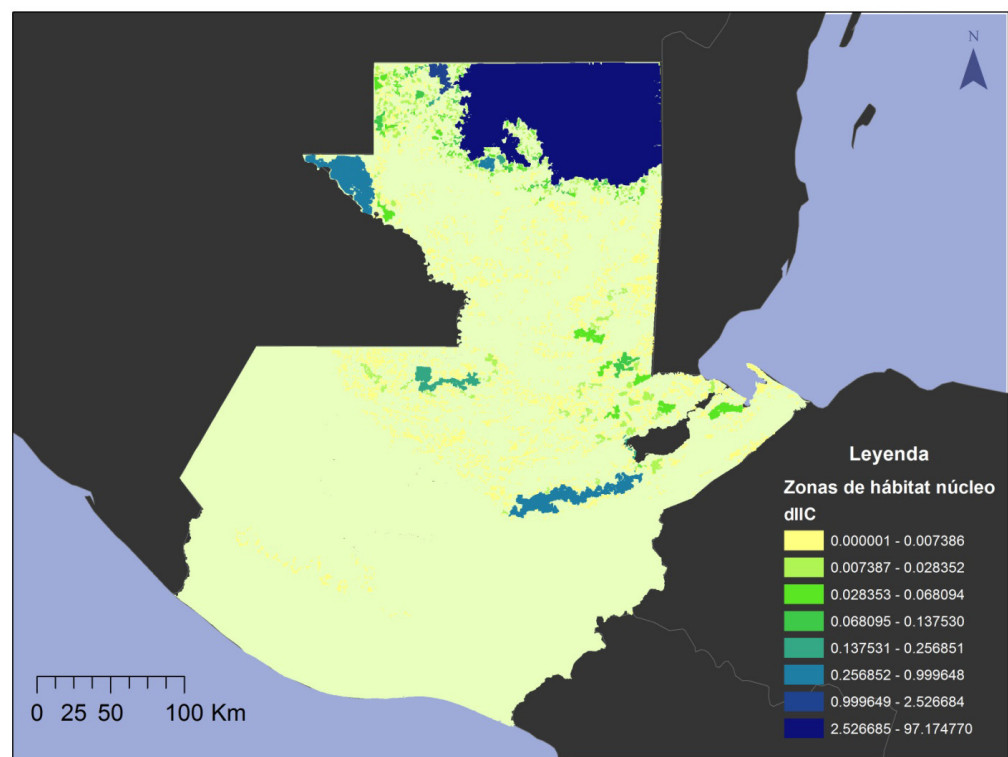 N
Leyenda
Zonas de hábitat núcleo
dIIC
0.000001 - 0.007386
0.007387 - 0.028352
0.028353 - 0.068094
0.068095 - 0.137530
0.137531 - 0.256851
0.256852 - 0.999648
0.999649 - 2.526684
2.526685 - 97.174770
0 25 50 100 Km